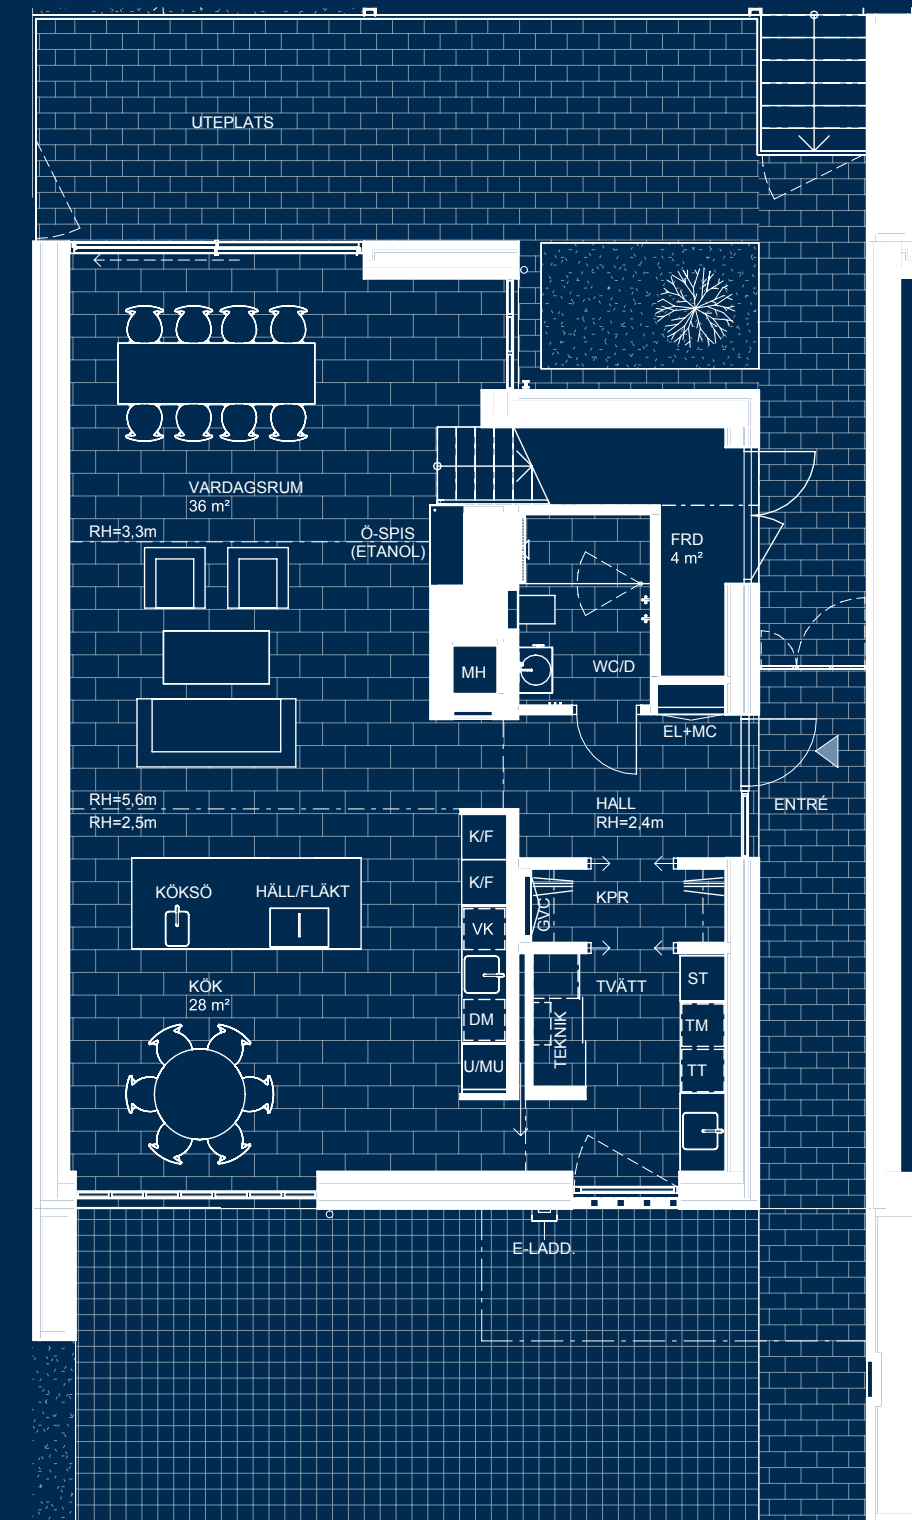 UTEPLATS
VARDAGSRUM
36 m²
RH=3,3m
Ö-SPIS
(ETANOL)
FRD
4 m²
MH
WC/D
EL+MC
RH=5,6m
RH=2,5m
HALL
RH=2,4m
ENTRÉ
K/F
K/F
KÖKSÖ
HÄLL/FLÄKT
KPR
GVC
VK
KÖK
28 m²
TVÄTT
ST
DM
TEKNIK
TM
U/MU
TT
E-LADD.